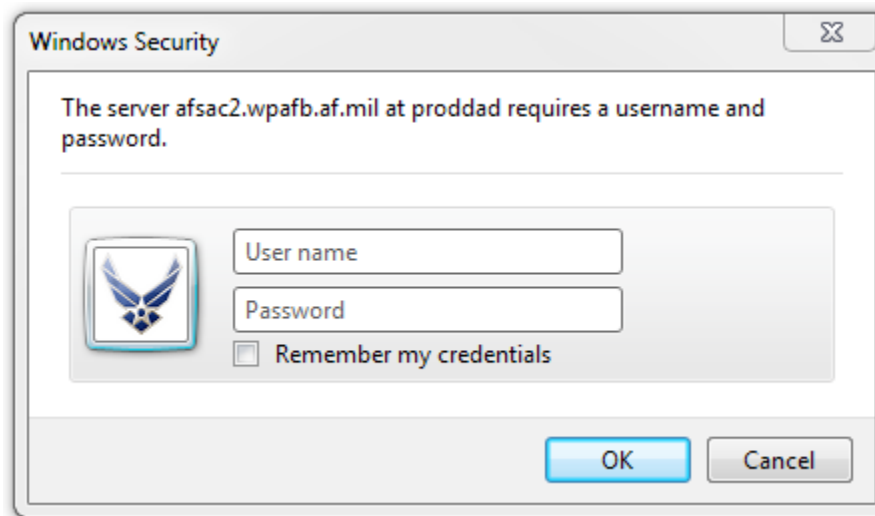 Windows Security
The server afsac2.wpafb.af.mil at proddad requires a username and
password.
User name
Password
Remember my credentials
OK
Cancel